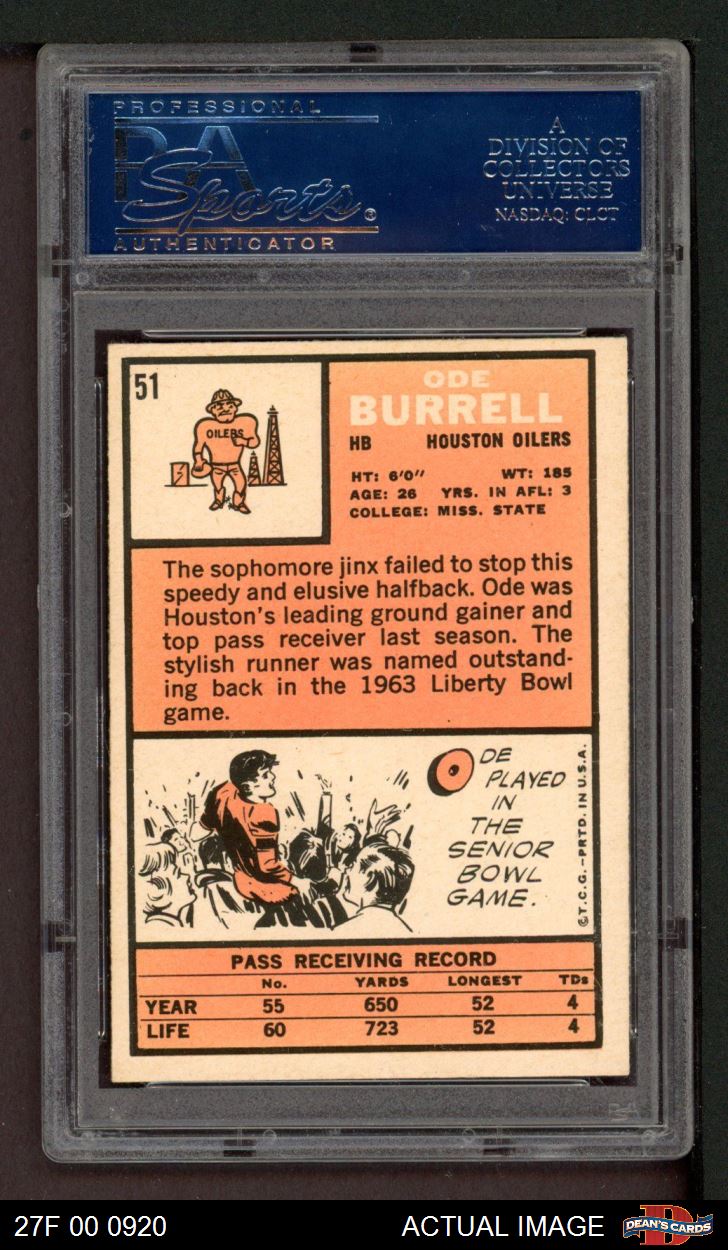 PROFESSIONAL
PSA
Sports®
AUTHENTICATOR
A
DIVISION OF
COLLECTORS
UNIVERSE
NASDAQ: CLCT
51
OILERS
ODE
BURRELL
HB HOUSTON OILERS
HT: 6'0" WT: 185
AGE: 26 YRS. IN AFL: 3
COLLEGE: MISS. STATE
The sophomore jinx failed to stop this
speedy and elusive halfback. Ode was
Houston's leading ground gainer and
top pass receiver last season. The
stylish runner was named outstand-
ing back in the 1963 Liberty Bowl
game.
ODE
PLAYED
IN
THE
SENIOR
BOWL
GAME.
©T.C.G.–PRTD. IN U.S.A.
PASS RECEIVING RECORD
No. YARDS LONGEST TDs
YEAR 55 650 52 4
LIFE 60 723 52 4
PSA
27F 00 0920
ACTUAL IMAGE
DEAN'S CARDS